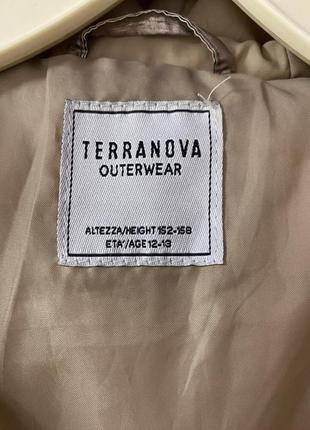 TERRANOVA
OUTERWEAR
ALTEZZA/HEIGHT 152-158
ETA'/AGE 12-13